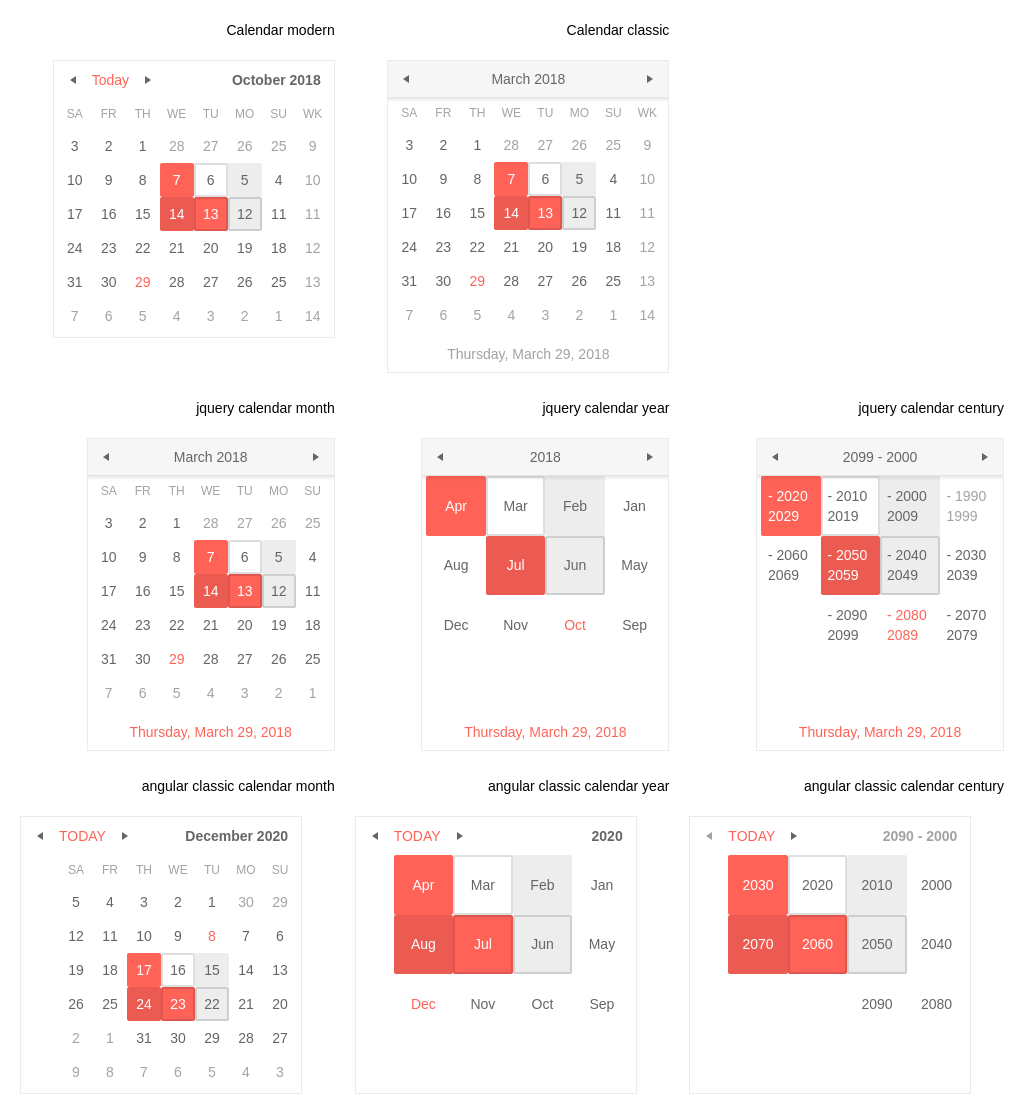 Calendar modern
Today October 2018
SA FR TH WE TU MO SU WK
3 2 1 28 27 26 25 9
10 9 8 7 6 5 4 10
17 16 15 14 13 12 11 11
24 23 22 21 20 19 18 12
31 30 29 28 27 26 25 13
7 6 5 4 3 2 1 14
Calendar classic
March 2018
SA FR TH WE TU MO SU WK
3 2 1 28 27 26 25 9
10 9 8 7 6 5 4 10
17 16 15 14 13 12 11 11
24 23 22 21 20 19 18 12
31 30 29 28 27 26 25 13
7 6 5 4 3 2 1 14
Thursday, March 29, 2018
jquery calendar month
March 2018
SA FR TH WE TU MO SU
3 2 1 28 27 26 25
10 9 8 7 6 5 4
17 16 15 14 13 12 11
24 23 22 21 20 19 18
31 30 29 28 27 26 25
7 6 5 4 3 2 1
Thursday, March 29, 2018
jquery calendar year
2018
Apr Mar Feb Jan
Aug Jul Jun May
Dec Nov Oct Sep
Thursday, March 29, 2018
jquery calendar century
2099 - 2000
- 2020 - 2010 - 2000 - 1990
2029 2019 2009 1999
- 2060 - 2050 - 2040 - 2030
2069 2059 2049 2039
- 2090 - 2080 - 2070
2099 2089 2079
Thursday, March 29, 2018
angular classic calendar month
TODAY December 2020
SA FR TH WE TU MO SU
5 4 3 2 1 30 29
12 11 10 9 8 7 6
19 18 17 16 15 14 13
26 25 24 23 22 21 20
2 1 31 30 29 28 27
9 8 7 6 5 4 3
angular classic calendar year
TODAY 2020
Apr Mar Feb Jan
Aug Jul Jun May
Dec Nov Oct Sep
angular classic calendar century
TODAY 2090 - 2000
2030 2020 2010 2000
2070 2060 2050 2040
2090 2080